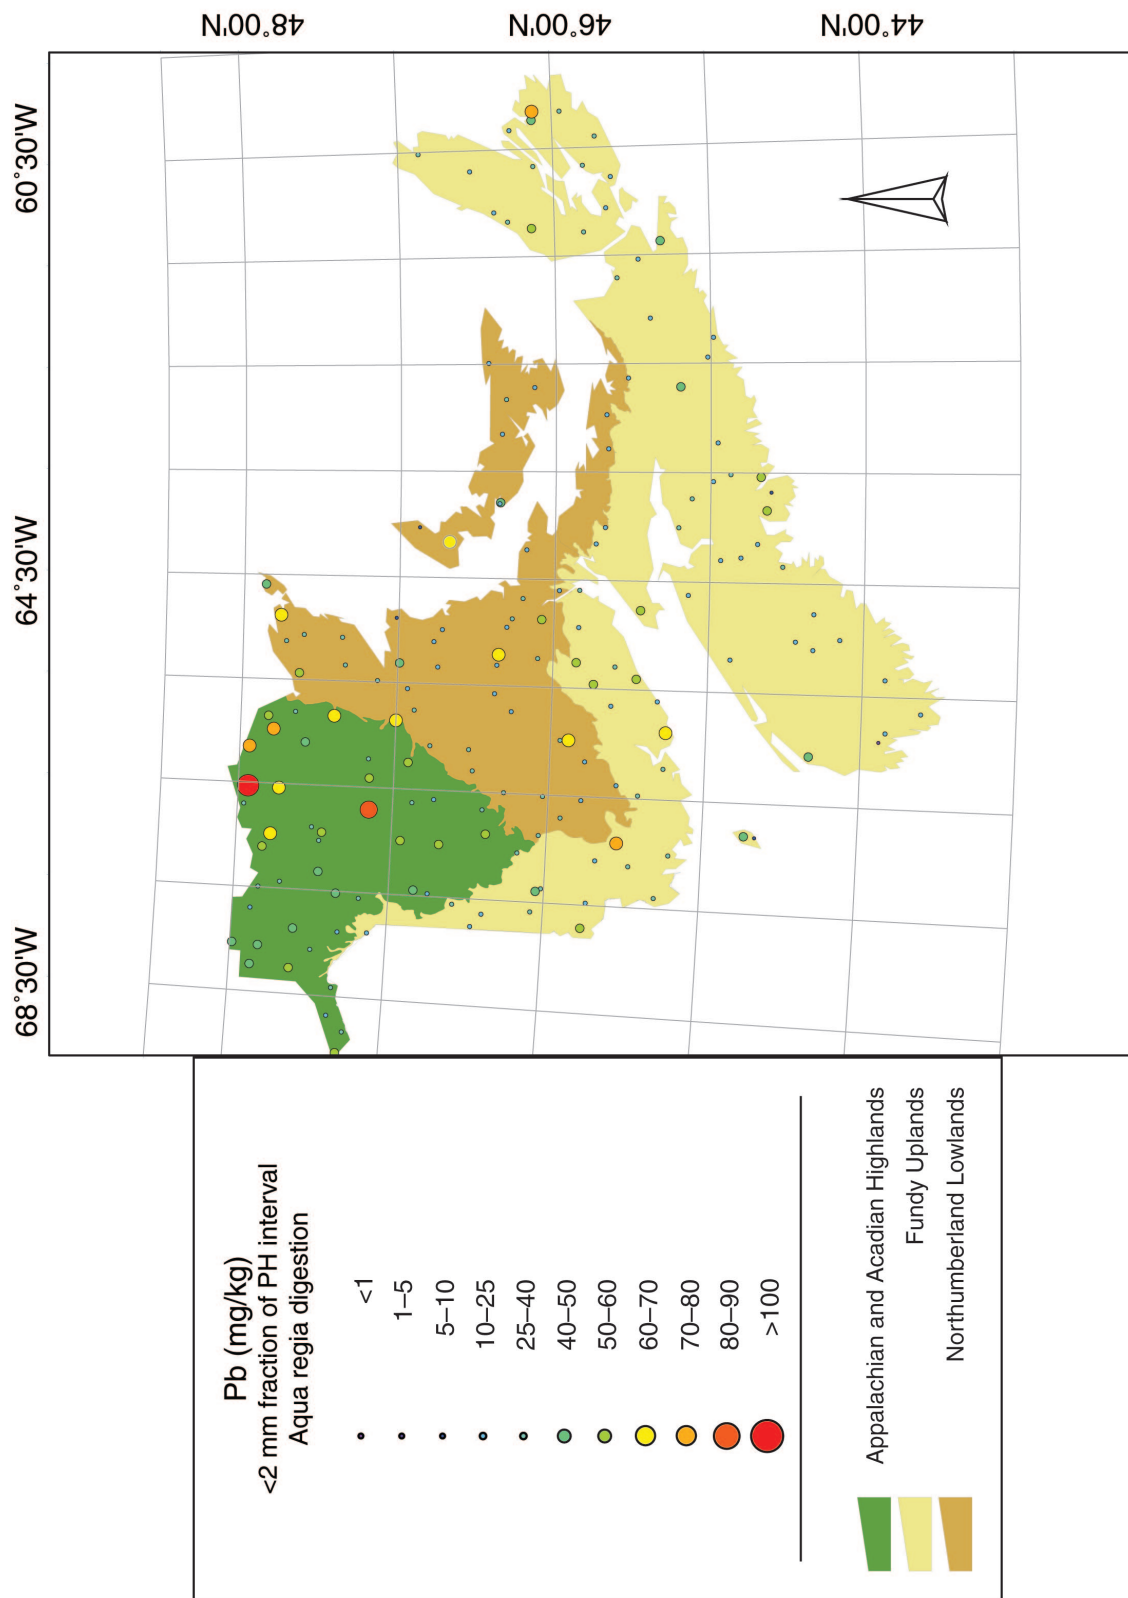 48°00'N
46°00'N
44°00'N
60°30'W
64°30'W
68°30'W
Pb (mg/kg)
<2 mm fraction of PH interval
Aqua regia digestion
<1
1–5
5–10
10–25
25–40
40–50
50–60
60–70
70–80
80–90
>100
Appalachian and Acadian Highlands
Fundy Uplands
Northumberland Lowlands